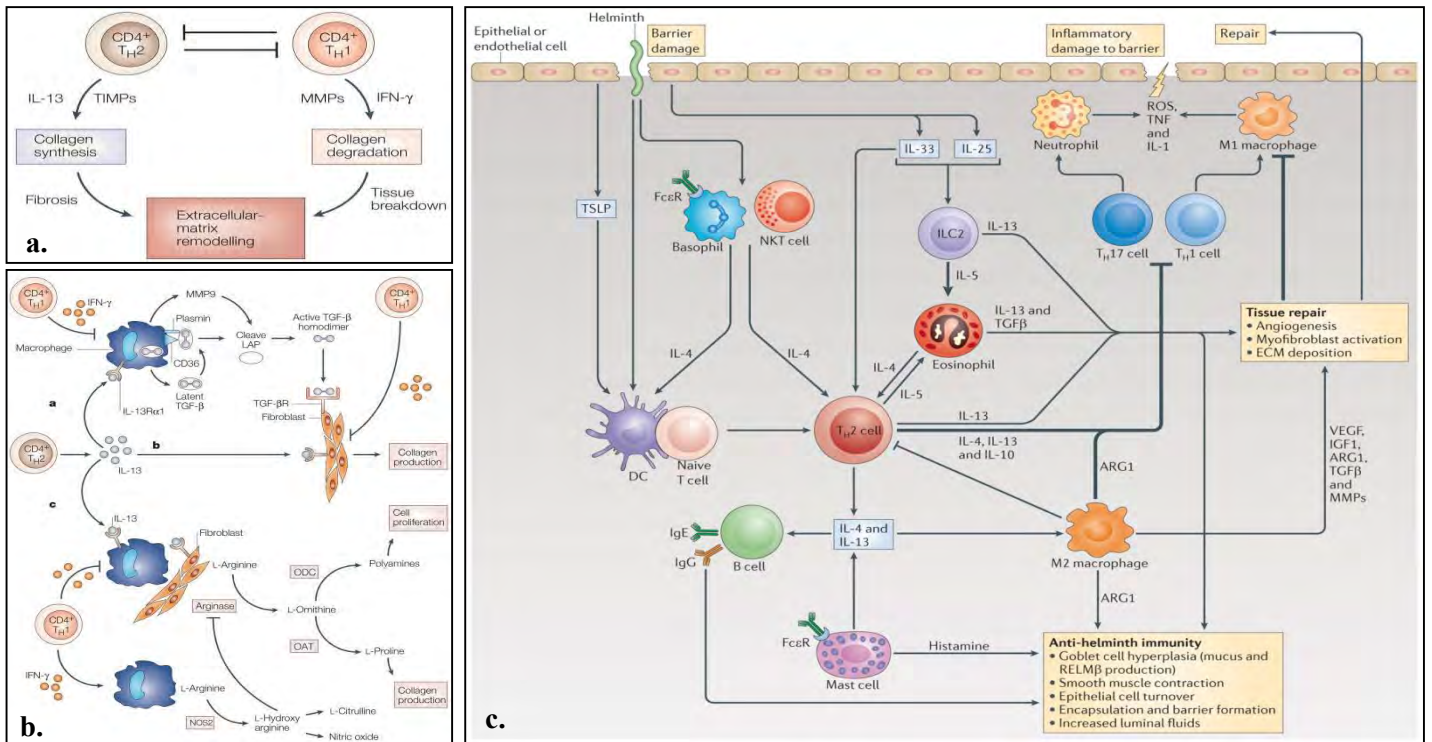 CD4+
TH2
CD4+
TH1
IL-13
TIMPs
MMPs
IFN-γ
Collagen
synthesis
Collagen
degradation
Fibrosis
Tissue
breakdown
Extracellular-
matrix
remodelling
a.
CD4+
TH1
IFN-γ
MMP9
Plasmin
Cleave
LAP
Active TGF-β
homodimer
CD4+
TH1
Macrophage
CD36
Latent
TGF-β
a
IL-13Rα1
TGF-βR
Fibroblast
CD4+
TH2
b
IL-13
Collagen
production
c
IL-13
Fibroblast
Cell
proliferation
L-Arginine
ODC
Polyamines
Arginase
L-Ornithine
CD4+
TH1
OAT
L-Proline
IFN-γ
L-Arginine
Collagen
production
NOS2
L-Hydroxy
arginine
L-Citrulline
Nitric oxide
b.
Epithelial or
endothelial cell
Helminth
Barrier
damage
Inflammatory
damage to barrier
Repair
IL-33
IL-25
Neutrophil
ROS,
TNF
and
IL-1
M1 macrophage
TSLP
FcεR
Basophil
NKT cell
ILC2
IL-13
TH17 cell
TH1 cell
IL-5
IL-13 and
TGFβ
Tissue repair
• Angiogenesis
• Myofibroblast activation
• ECM deposition
Eosinophil
IL-4
IL-4
IL-4
IL-5
DC
Naive
T cell
TH2 cell
IL-13
IL-4, IL-13
and IL-10
ARG1
VEGF,
IGF1,
ARG1,
TGFβ
and
MMPs
IgE
IgG
B cell
IL-4 and
IL-13
M2 macrophage
ARG1
FcεR
Mast cell
Histamine
Anti-helminth immunity
• Goblet cell hyperplasia (mucus and
RELMβ production)
• Smooth muscle contraction
• Epithelial cell turnover
• Encapsulation and barrier formation
• Increased luminal fluids
c.